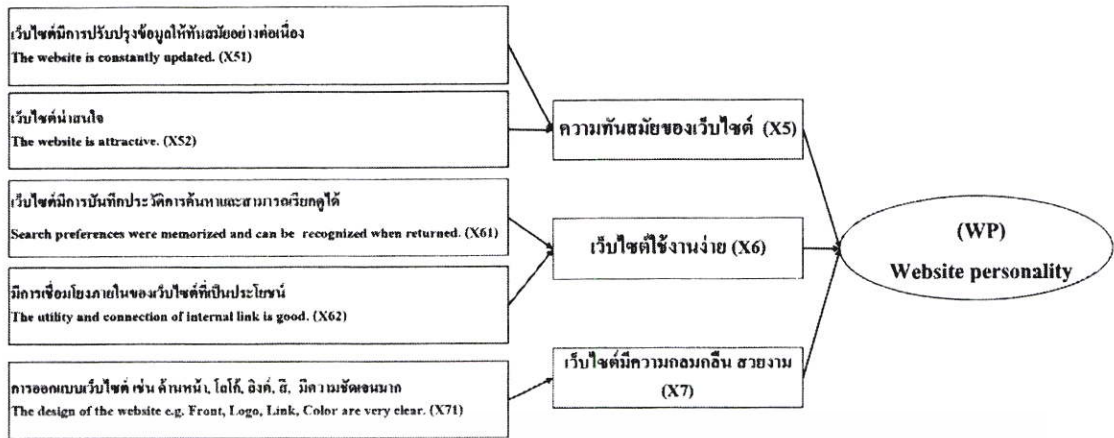 เว็บไซต์มีการปรับปรุงข้อมูลให้ทันสมัยอย่างต่อเนื่อง
The website is constantly updated. (X51)
เว็บไซต์น่าสนใจ
The website is attractive. (X52)
เว็บไซต์มีการบันทึกประวัติการค้นหาและสามารถเรียกดูได้
Search preferences were memorized and can be recognized when returned. (X61)
มีการเชื่อมโยงภายในของเว็บไซต์ที่เป็นประโยชน์
The utility and connection of internal link is good. (X62)
การออกแบบเว็บไซต์ เช่น ด้านหน้า, โลโก้, ลิงค์, สี, มีความชัดเจนมาก
The design of the website e.g. Front, Logo, Link, Color are very clear. (X71)
ความทันสมัยของเว็บไซต์ (X5)
เว็บไซต์ใช้งานง่าย (X6)
เว็บไซต์มีความกลมกลืน สวยงาม
(X7)
(WP)
Website personality